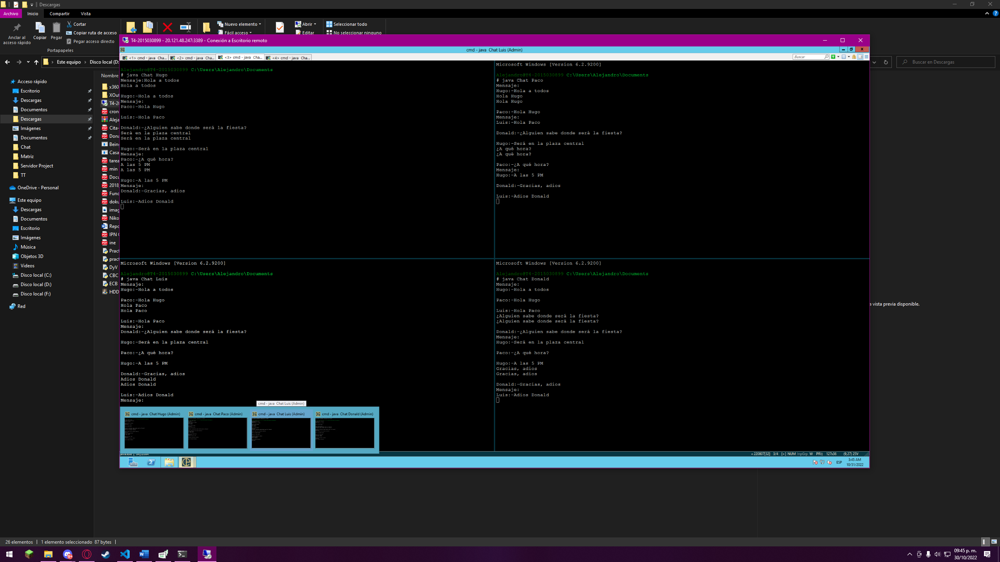 Descargas
Archivo
Inicio
Compartir
Vista
Anclar al
acceso rápido
Copiar
Pegar
Cortar
Copiar ruta de acceso
Pegar acceso directo
Portapapeles
Nuevo elemento
Fácil acceso
Abrir
Editar
Seleccionar todo
No seleccionar ninguno
Este equipo
Disco local (D:
Buscar en Descargas
T4-2015030899 - 20.121.48.247:3389 - Conexión a Escritorio remoto
cmd - java Chat Luis (Admin)
<1> cmd - java Cha...
<2> cmd - java Cha...
<3> cmd - java Cha...
<4> cmd - java Cha...
Buscar
Acceso rápido
Escritorio
Descargas
Documentos
Descargas
Imágenes
Documentos
Chat
Matriz
Servidor Project
TT
OneDrive - Personal
Este equipo
Descargas
Documentos
Escritorio
Imágenes
Música
Objetos 3D
Videos
Disco local (C:)
Disco local (D:)
Disco local (F:)
Red
Nombre
x360
XOut
T4-20
cron
Aleja
Cita-
Dona
Being
Casa
tarea
min
Docu
2018
Fund
doku
imag
Niko
Repo
IPN
ine
Pract
pract
DyV
CBC
ECB
HDD
Alejandro@T4-2015030899 C:\Users\Alejandro\Documents
# java Chat Hugo
Mensaje:Hola a todos
Hola a todos
Hugo:-Hola a todos
Mensaje:
Paco:-Hola Hugo
Luis:-Hola Paco
Donald:-¿Alguien sabe donde será la fiesta?
Será en la plaza central
Será en la plaza central
Hugo:-Será en la plaza central
Mensaje:
Paco:-¿A qué hora?
A las 5 PM
A las 5 PM
Hugo:-A las 5 PM
Mensaje:
Donald:-Gracias, adios
Luis:-Adios Donald
Microsoft Windows [Version 6.2.9200]
Alejandro@T4-2015030899 C:\Users\Alejandro\Documents
# java Chat Paco
Mensaje:
Hugo:-Hola a todos
Hola Hugo
Hola Hugo
Paco:-Hola Hugo
Mensaje:
Luis:-Hola Paco
Donald:-¿Alguien sabe donde será la fiesta?
Hugo:-Será en la plaza central
¿A qué hora?
¿A qué hora?
Paco:-¿A qué hora?
Mensaje:
Hugo:-A las 5 PM
Donald:-Gracias, adios
Luis:-Adios Donald
Microsoft Windows [Version 6.2.9200]
Alejandro@T4-2015030899 C:\Users\Alejandro\Documents
# java Chat Luis
Mensaje:
Hugo:-Hola a todos
Paco:-Hola Hugo
Hola Paco
Hola Paco
Luis:-Hola Paco
Mensaje:
Donald:-¿Alguien sabe donde será la fiesta?
Hugo:-Será en la plaza central
Paco:-¿A qué hora?
Hugo:-A las 5 PM
Donald:-Gracias, adios
Adios Donald
Adios Donald
Luis:-Adios Donald
Mensaje:
Microsoft Windows [Version 6.2.9200]
Alejandro@T4-2015030899 C:\Users\Alejandro\Documents
# java Chat Donald
Mensaje:
Hugo:-Hola a todos
Paco:-Hola Hugo
Luis:-Hola Paco
¿Alguien sabe donde será la fiesta?
¿Alguien sabe donde será la fiesta?
Donald:-¿Alguien sabe donde será la fiesta?
Mensaje:
Hugo:-Será en la plaza central
Paco:-¿A qué hora?
Hugo:-A las 5 PM
Gracias, adios
Gracias, adios
Donald:-Gracias, adios
Mensaje:
Luis:-Adios Donald
cmd - java Chat Luis (Admin)
cmd - java Chat Hugo (Admin)
cmd - java Chat Paco (Admin)
cmd - java Chat Luis (Admin)
cmd - java Chat Donald (Admin)
« 220807[32] 3/4 [+] NUM InpGrp W PRI‡ 127x36 (9,27) 25V
ESP
3:45 AM
10/31/2022
a vista previa disponible.
26 elementos
1 elemento seleccionado 87 bytes
9+
09:45 p. m.
30/10/2022